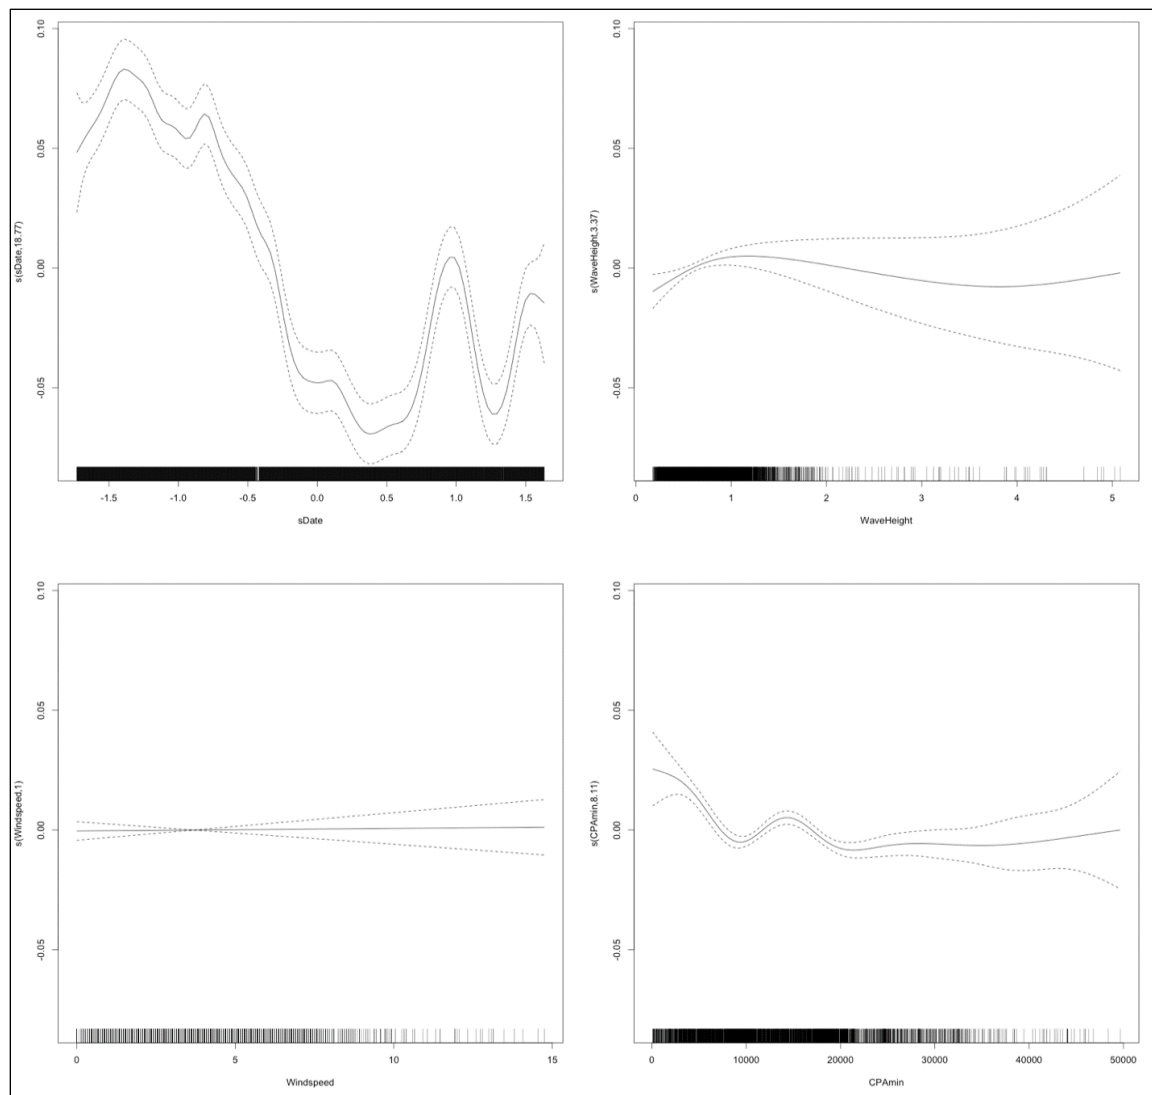 0.10
0.05
0.00
-0.05
s(sDate,18.77)
-1.5 -1.0 -0.5 0.0 0.5 1.0 1.5
sDate
0.10
0.05
0.00
-0.05
s(WaveHeight,3.37)
0 1 2 3 4 5
WaveHeight
0.10
0.05
0.00
-0.05
s(Windspeed,1)
0 5 10 15
Windspeed
0.10
0.05
0.00
-0.05
s(CPAmin,8.11)
0 10000 20000 30000 40000 50000
CPAmin